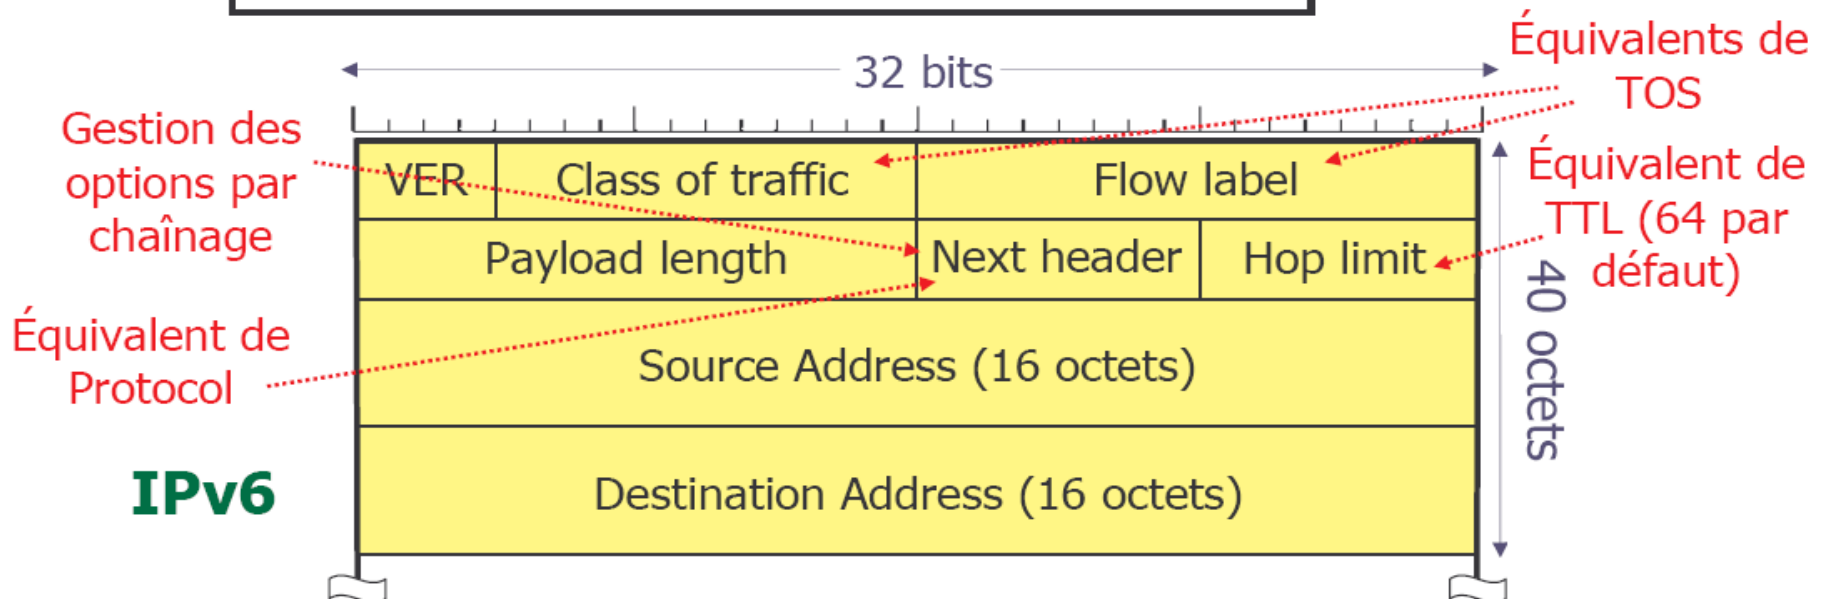 32 bits
Équivalents de
TOS
Gestion des
options par
chaînage
VER
Class of traffic
Flow label
Équivalent de
TTL (64 par
défaut)
Payload length
Next header
Hop limit
40 octets
Équivalent de
Protocol
Source Address (16 octets)
IPv6
Destination Address (16 octets)